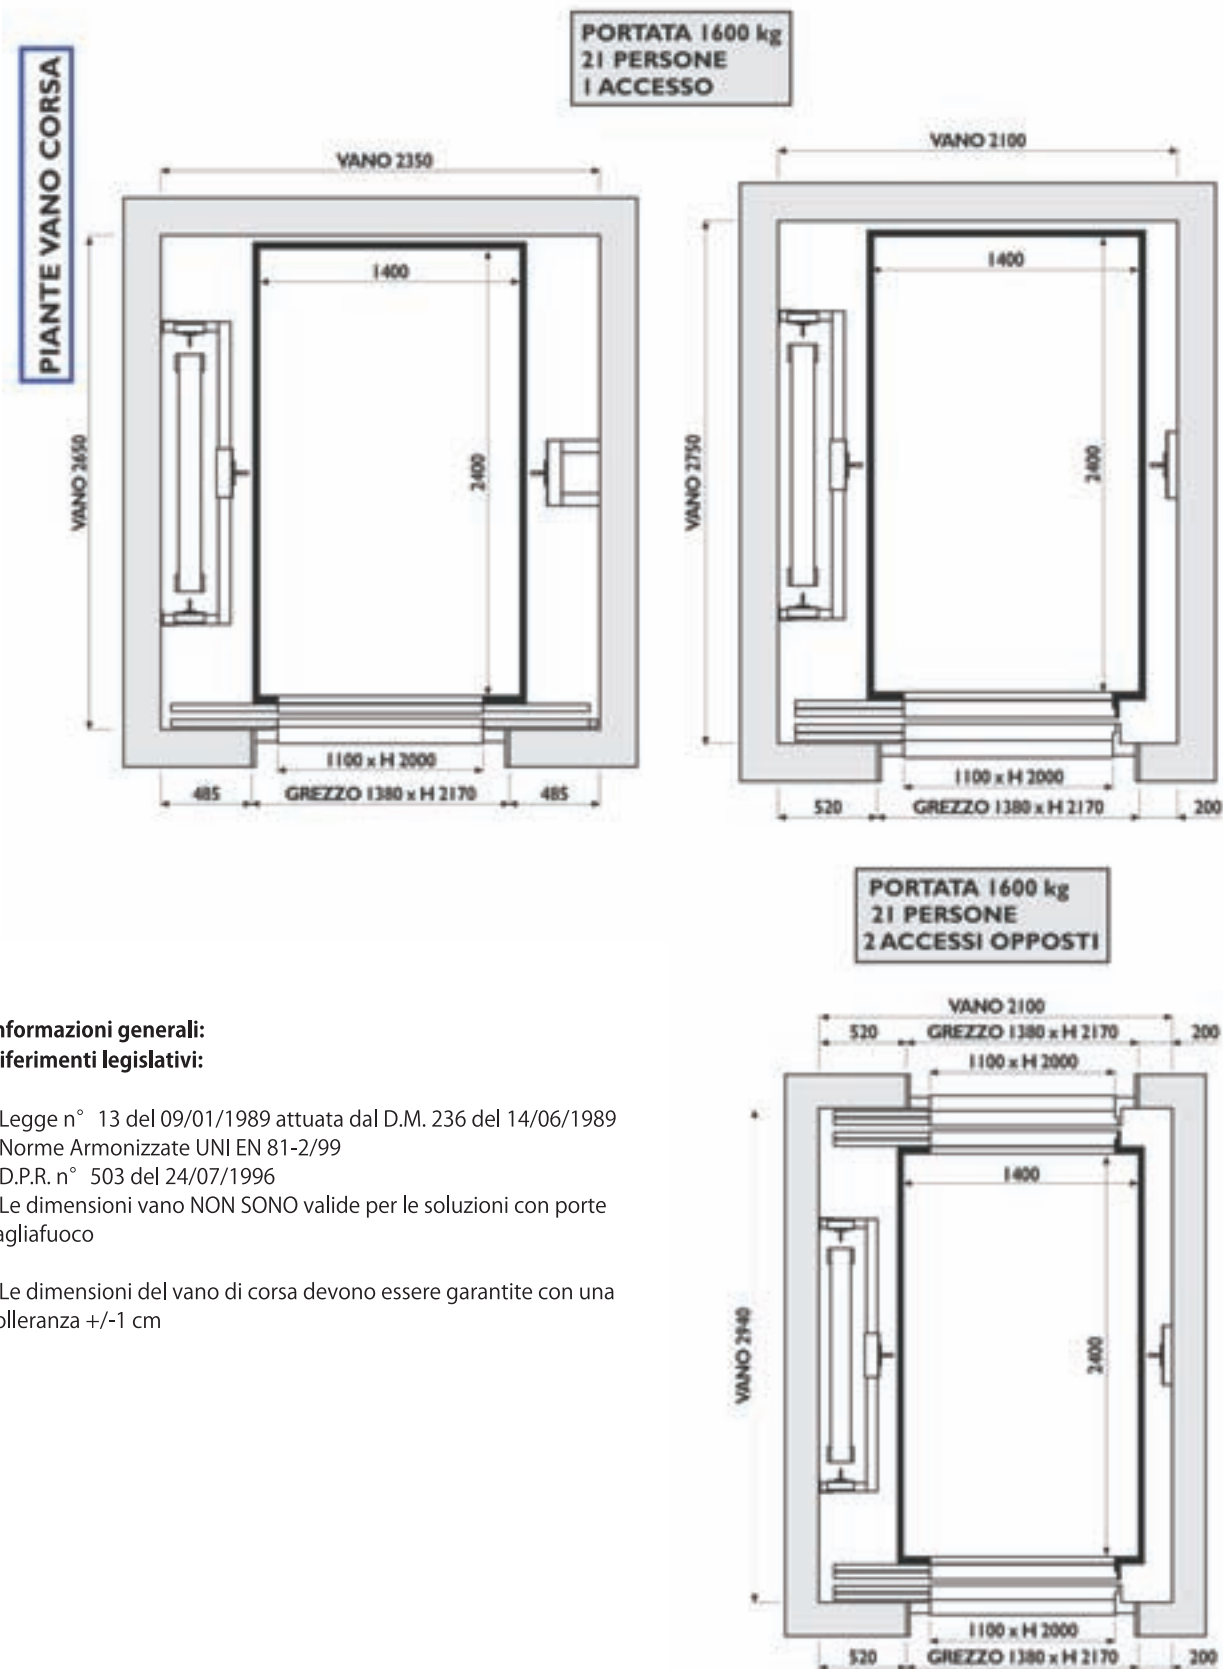 PIANTE VANO CORSA
PORTATA 1600 kg
21 PERSONE
1 ACCESSO
VANO 2350
1400
2400
VANO 2650
1100 x H 2000
485
GREZZO 1380 x H 2170
485
VANO 2100
1400
2400
VANO 2750
1100 x H 2000
520
GREZZO 1380 x H 2170
200
PORTATA 1600 kg
21 PERSONE
2 ACCESSI OPPOSTI
VANO 2100
520
GREZZO 1380 x H 2170
200
1100 x H 2000
1400
2400
VANO 2940
1100 x H 2000
520
GREZZO 1380 x H 2170
200
nformazioni generali:
iferimenti legislativi:
Legge n° 13 del 09/01/1989 attuata dal D.M. 236 del 14/06/1989
Norme Armonizzate UNI EN 81-2/99
D.P.R. n° 503 del 24/07/1996
Le dimensioni vano NON SONO valide per le soluzioni con porte
agliafuoco
Le dimensioni del vano di corsa devono essere garantite con una
olleranza +/-1 cm